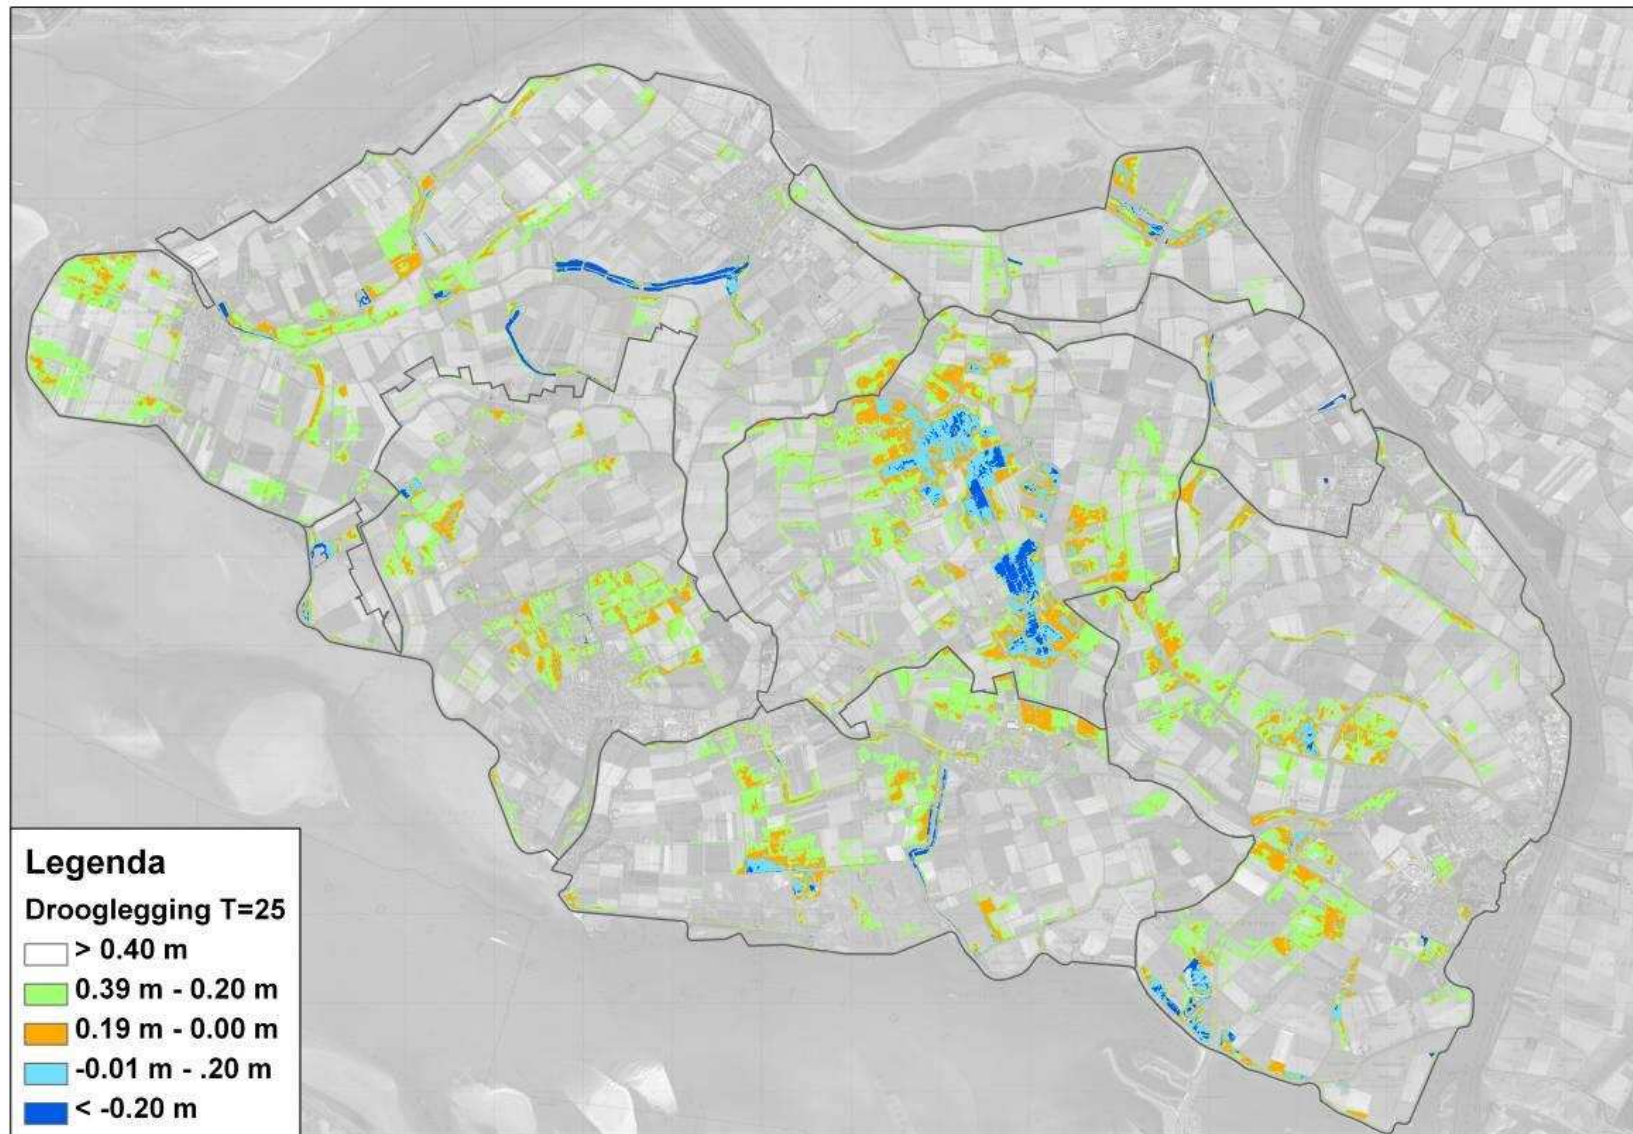 Legenda
Drooglegging T=25
> 0.40 m
0.39 m - 0.20 m
0.19 m - 0.00 m
-0.01 m - .20 m
< -0.20 m